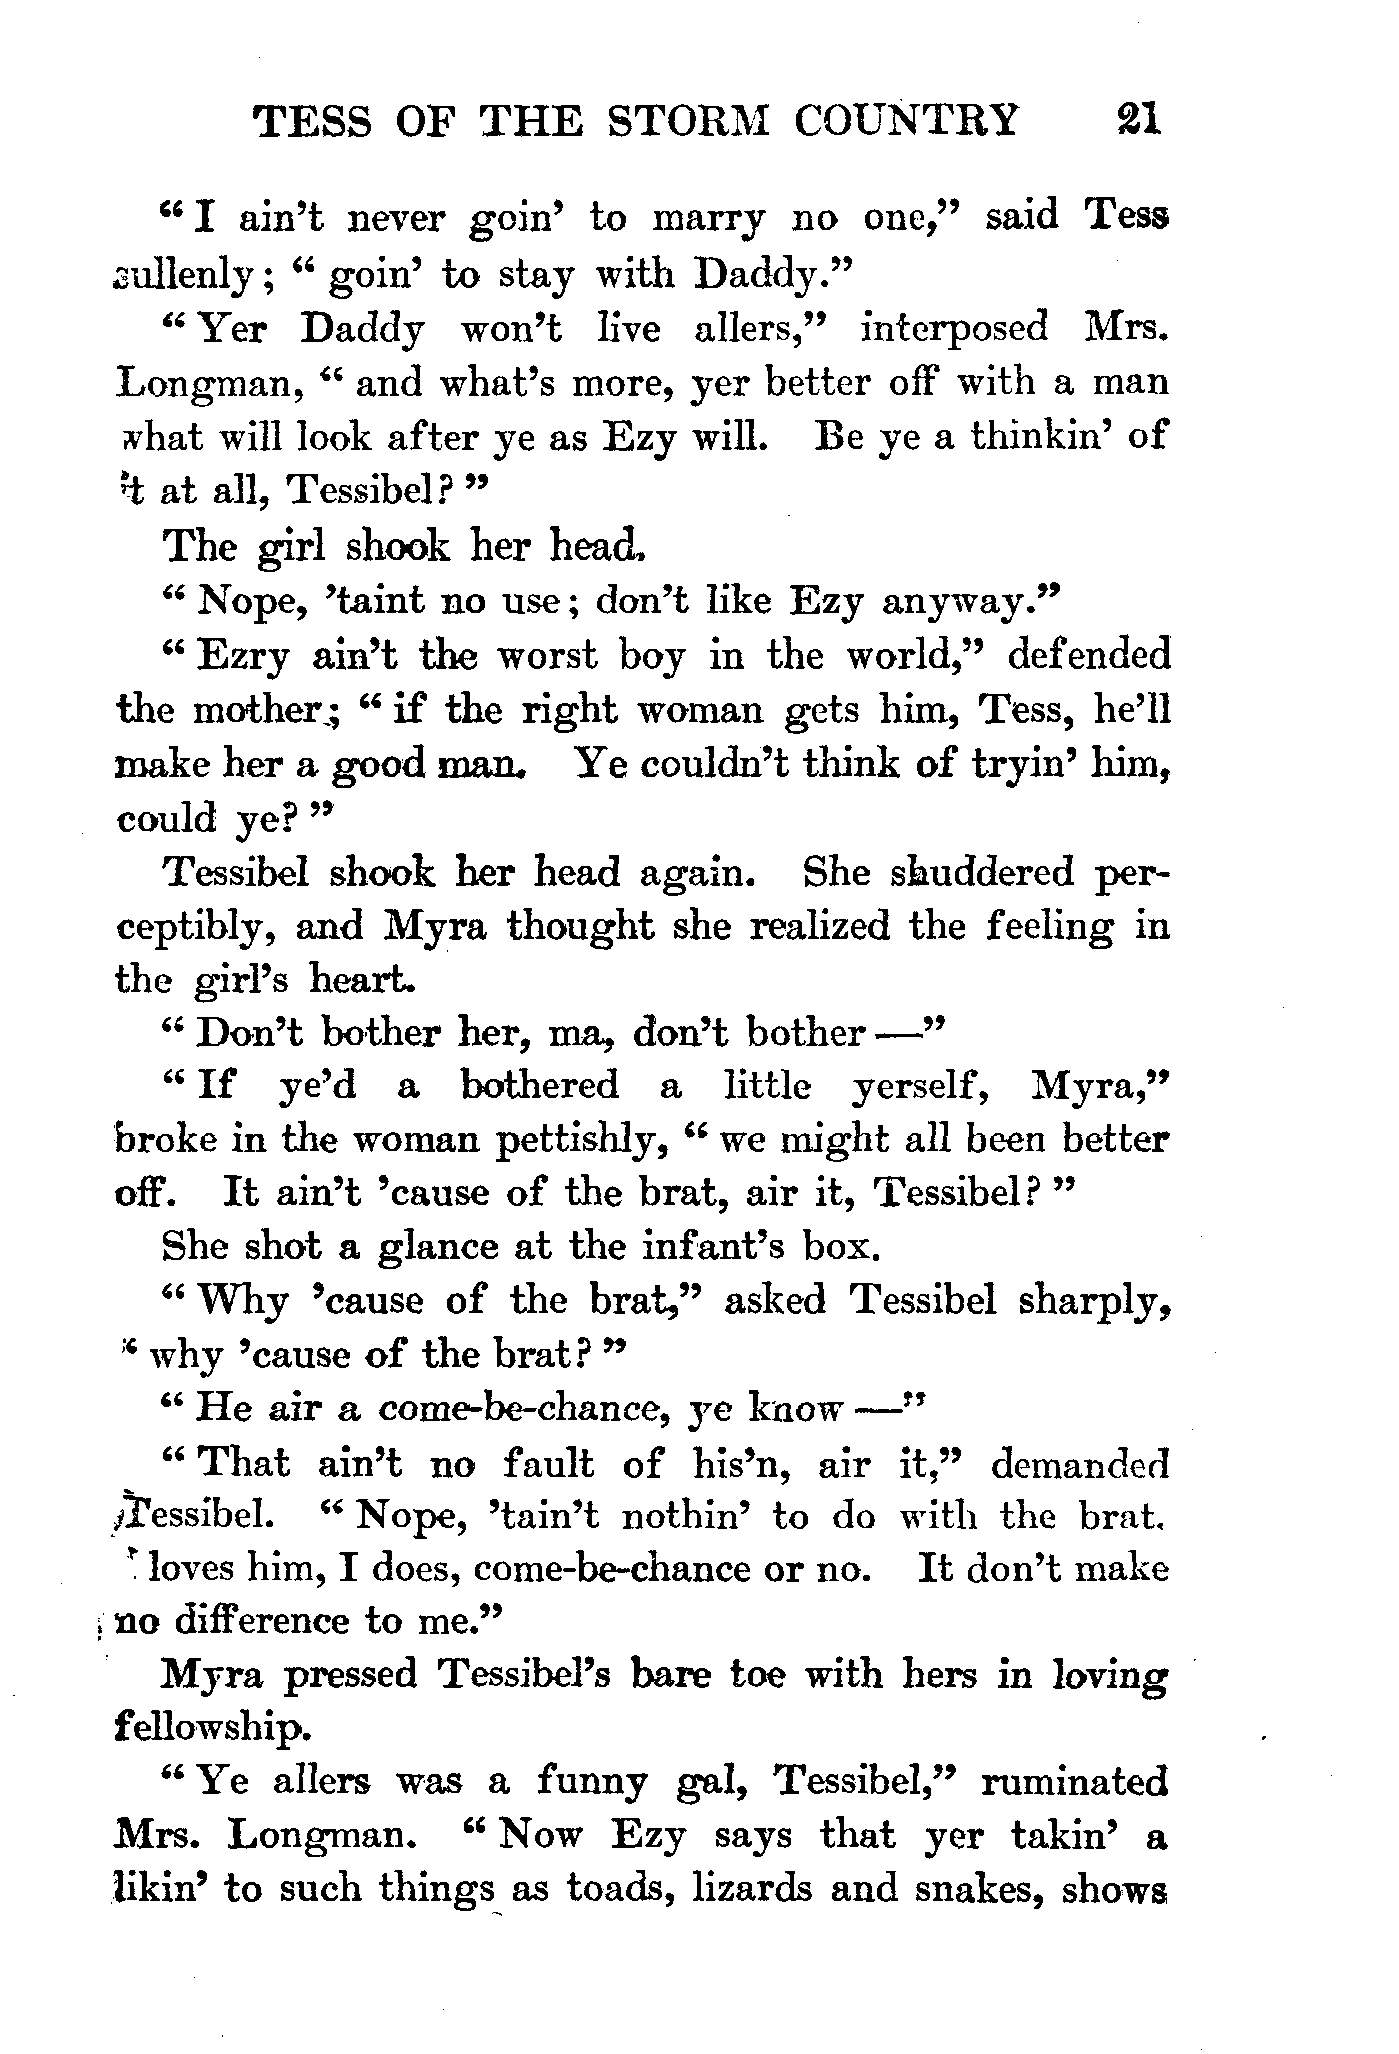 TESS OF THE STORM COUNTRY 21
“ I ain’t never goin’ to marry no one,” said Tess
sullenly; “ goin’ to stay with Daddy.”
“ Yer Daddy won’t live allers,” interposed Mrs.
Longman, “ and what’s more, yer better off with a man
what will look after ye as Ezy will. Be ye a thinkin’ of
’t at all, Tessibel? ”
The girl shook her head.
“ Nope, ’taint no use; don’t like Ezy anyway.”
“ Ezry ain’t the worst boy in the world,” defended
the mother; “ if the right woman gets him, Tess, he’ll
make her a good man. Ye couldn’t think of tryin’ him,
could ye? ”
Tessibel shook her head again. She shuddered per-
ceptibly, and Myra thought she realized the feeling in
the girl’s heart.
“ Don’t bother her, ma, don’t bother —”
“ If ye’d a bothered a little yerself, Myra,”
broke in the woman pettishly, “ we might all been better
off. It ain’t ’cause of the brat, air it, Tessibel? ”
She shot a glance at the infant’s box.
“ Why ’cause of the brat,” asked Tessibel sharply,
“ why ’cause of the brat? ”
“ He air a come-be-chance, ye know —”
“ That ain’t no fault of his’n, air it,” demanded
Tessibel. “ Nope, ’tain’t nothin’ to do with the brat.
loves him, I does, come-be-chance or no. It don’t make
no difference to me.”
Myra pressed Tessibel’s bare toe with hers in loving
fellowship.
“ Ye allers was a funny gal, Tessibel,” ruminated
Mrs. Longman. “ Now Ezy says that yer takin’ a
likin’ to such things as toads, lizards and snakes, shows